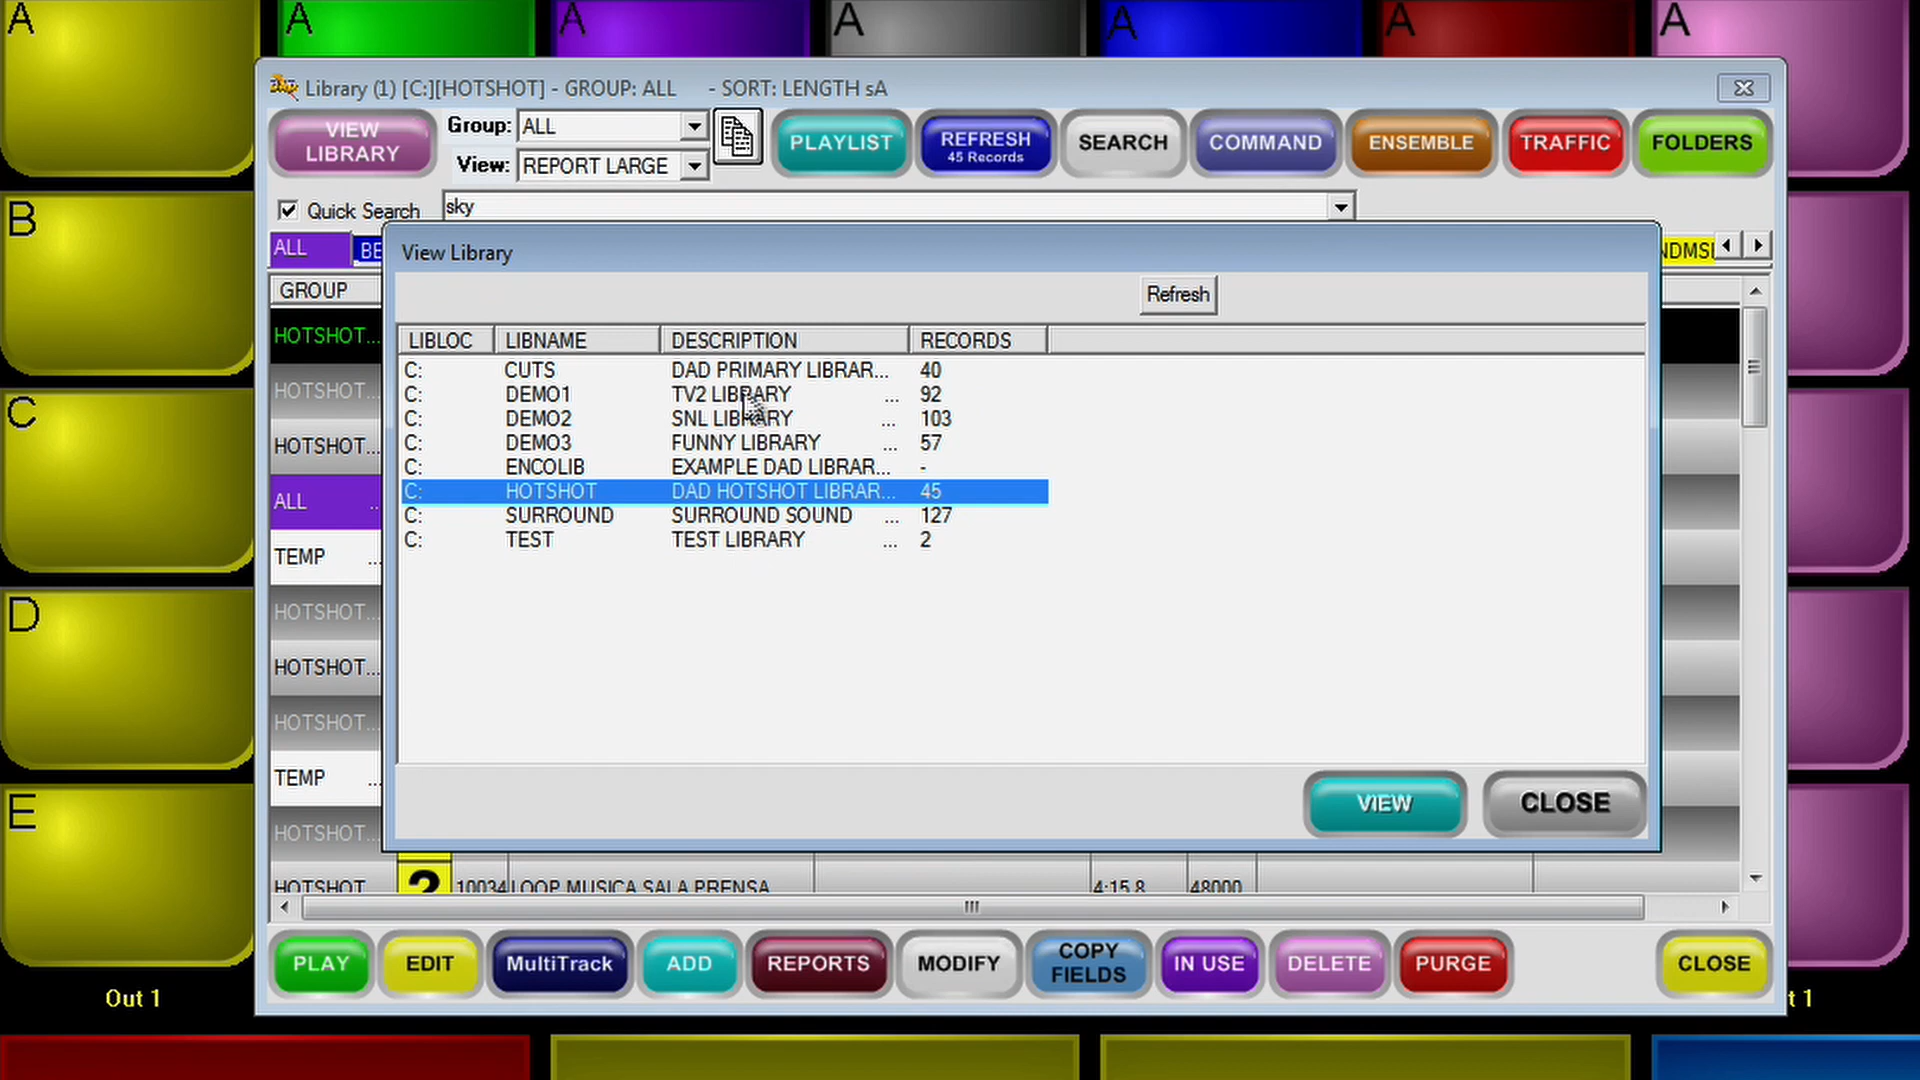 A A A A A A A
B
C
D
E
Library (1) [C:][HOTSHOT] - GROUP: ALL - SORT: LENGTH sA
VIEW LIBRARY
Group: ALL
View: REPORT LARGE
PLAYLIST
REFRESH
45 Records
SEARCH
COMMAND
ENSEMBLE
TRAFFIC
FOLDERS
Quick Search sky
ALL BE NDMS
GROUP
HOTSHOT...
HOTSHOT...
HOTSHOT...
ALL ..
TEMP ...
HOTSHOT...
HOTSHOT...
HOTSHOT...
TEMP ...
HOTSHOT...
View Library
Refresh
LIBLOC LIBNAME DESCRIPTION RECORDS
C: CUTS DAD PRIMARY LIBRAR... 40
C: DEMO1 TV2 LIBRARY ... 92
C: DEMO2 SNL LIBRARY ... 103
C: DEMO3 FUNNY LIBRARY ... 57
C: ENCOLIB EXAMPLE DAD LIBRAR... -
C: HOTSHOT DAD HOTSHOT LIBRAR... 45
C: SURROUND SURROUND SOUND ... 127
C: TEST TEST LIBRARY ... 2
VIEW CLOSE
HOTSHOT 2 10034 LOOP MUSICA SALA PRENSA 4:15.8 48000
PLAY EDIT MultiTrack ADD REPORTS MODIFY COPY FIELDS IN USE DELETE PURGE CLOSE
Out 1 t 1